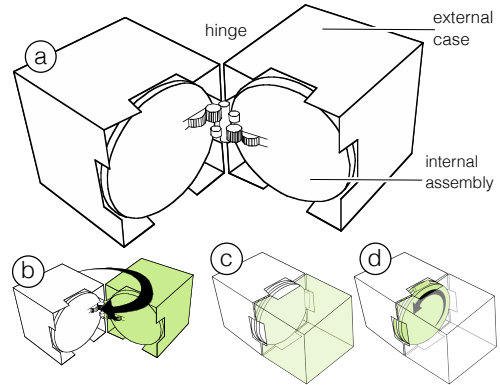 hinge
external
case
a
internal
assembly
b
c
d